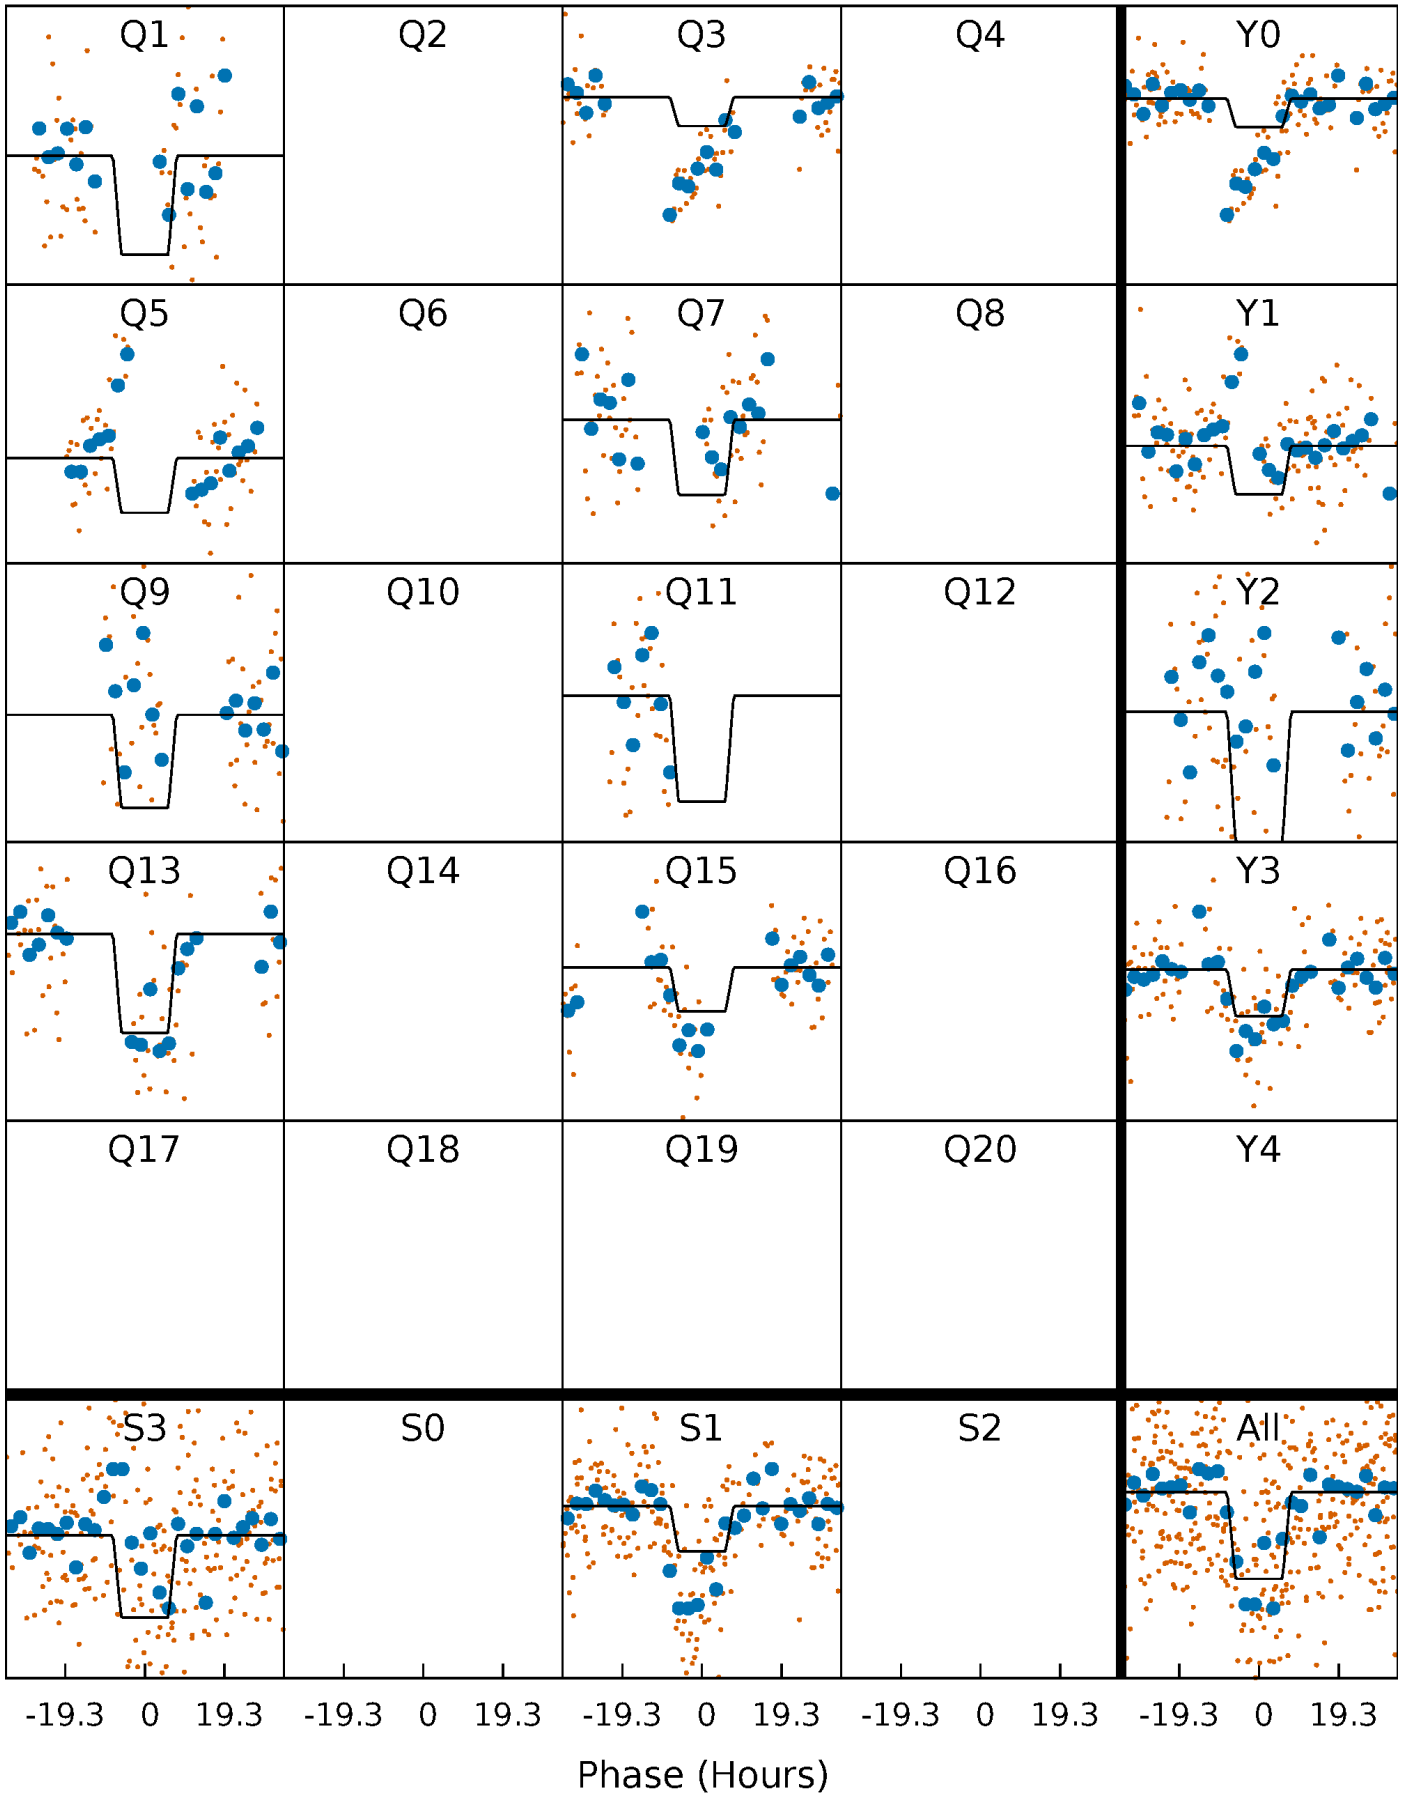 Q1 Q2 Q3 Q4 Y0
Q5 Q6 Q7 Q8 Y1
Q9 Q10 Q11 Q12 Y2
Q13 Q14 Q15 Q16 Y3
Q17 Q18 Q19 Q20 Y4
S3 S0 S1 S2 All
-19.3 0 19.3 -19.3 0 19.3 -19.3 0 19.3 -19.3 0 19.3 -19.3 0 19.3
Phase (Hours)